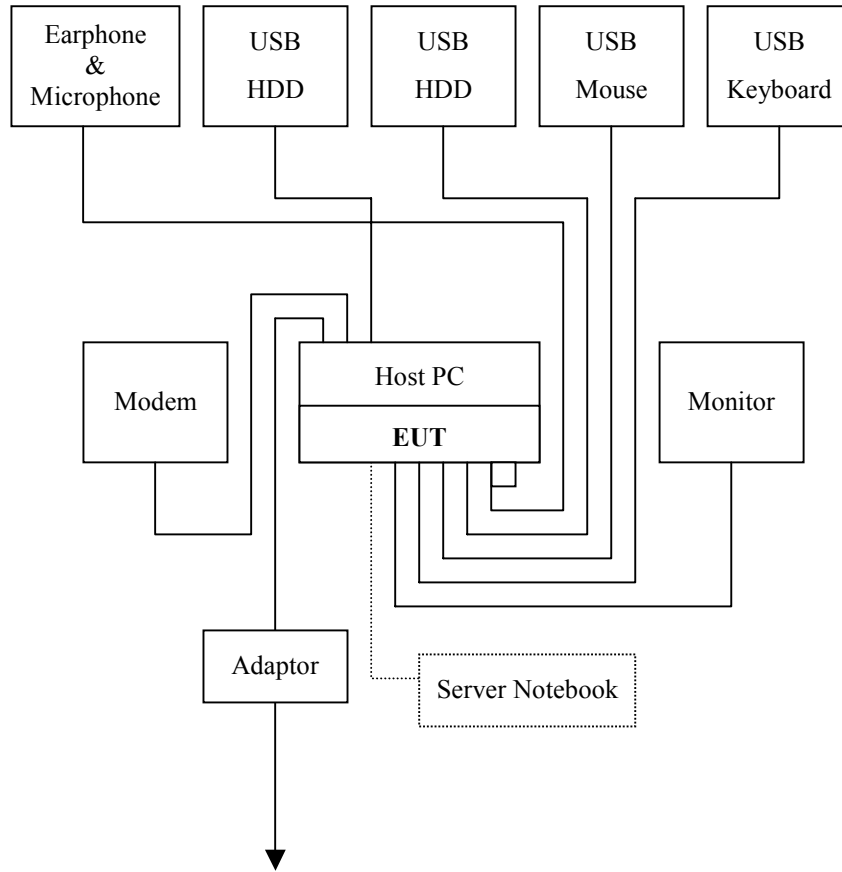 Earphone
&
Microphone
USB
HDD
USB
HDD
USB
Mouse
USB
Keyboard
Modem
Host PC
EUT
Monitor
Adaptor
Server Notebook